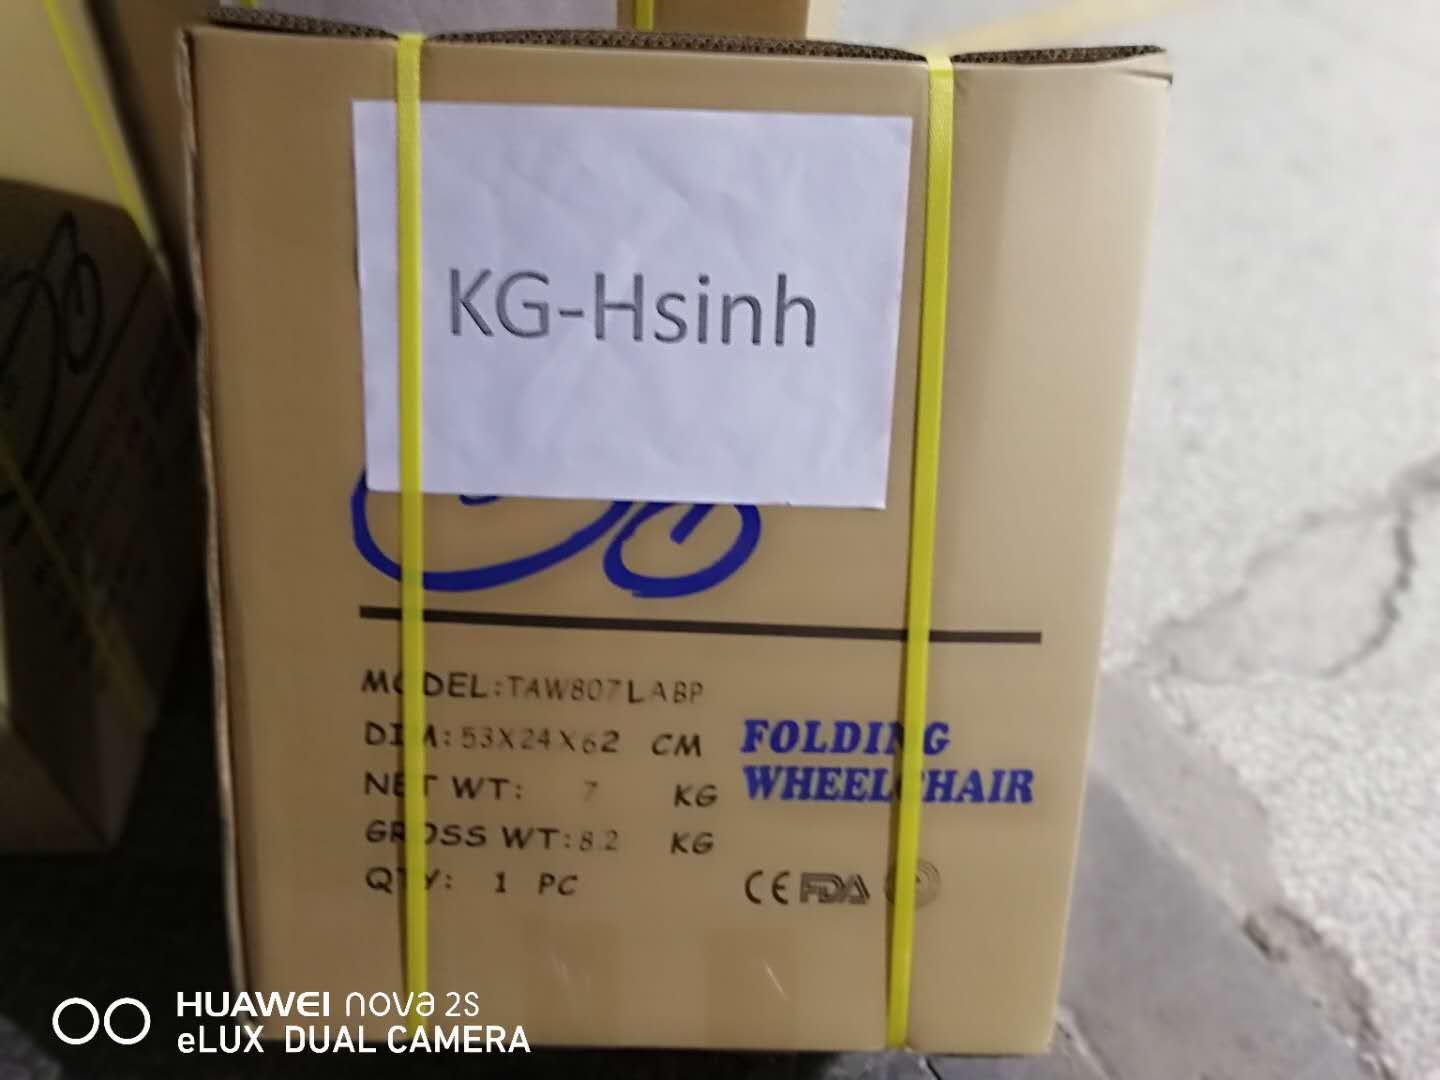 KG-Hsinh
MODEL:TAW807LABP
DIM:53X24X62 CM
NET WT: 7 KG
GROSS WT:8.2 KG
QTY: 1 PC
FOLDING
WHEELCHAIR
CE FDA
HUAWEI nova 2s
eLUX DUAL CAMERA